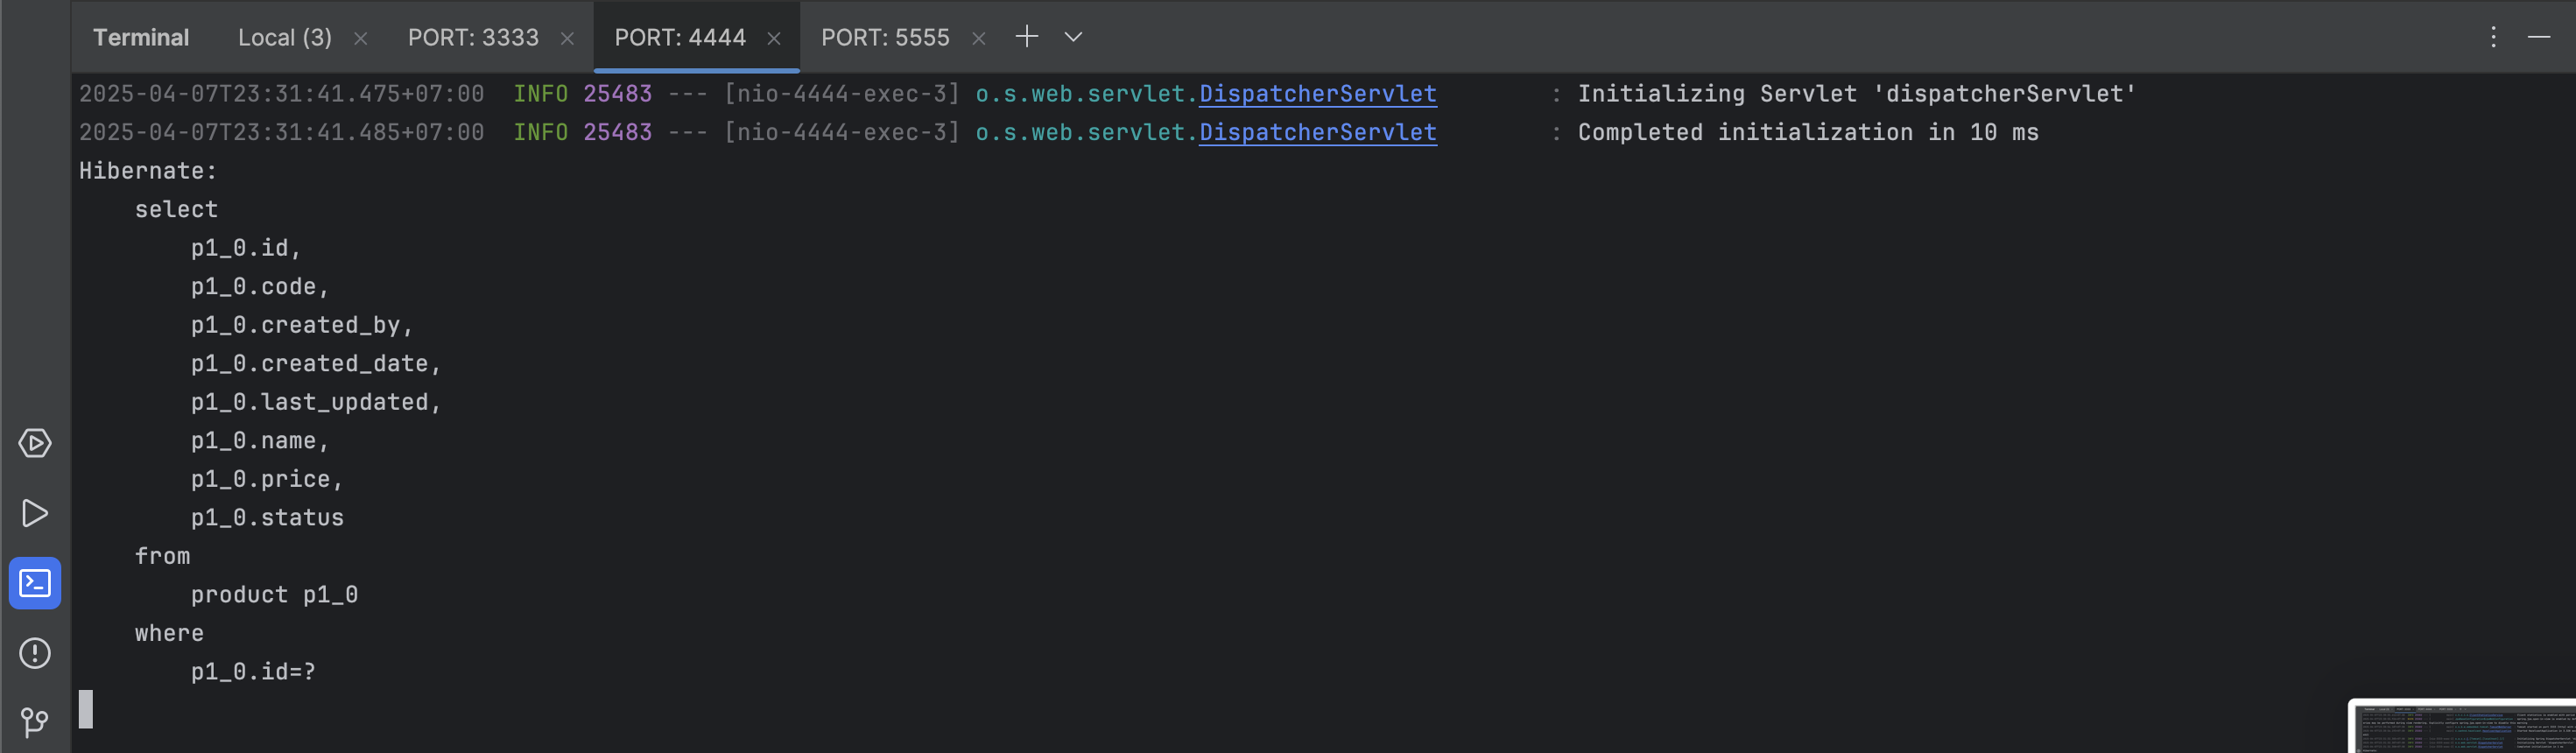 Terminal Local (3) PORT: 3333 PORT: 4444 PORT: 5555
2025-04-07T23:31:41.475+07:00  INFO 25483 --- [nio-4444-exec-3] o.s.web.servlet.DispatcherServlet        : Initializing Servlet 'dispatcherServlet'
2025-04-07T23:31:41.485+07:00  INFO 25483 --- [nio-4444-exec-3] o.s.web.servlet.DispatcherServlet        : Completed initialization in 10 ms
Hibernate:
    select
        p1_0.id,
        p1_0.code,
        p1_0.created_by,
        p1_0.created_date,
        p1_0.last_updated,
        p1_0.name,
        p1_0.price,
        p1_0.status
    from
        product p1_0
    where
        p1_0.id=?